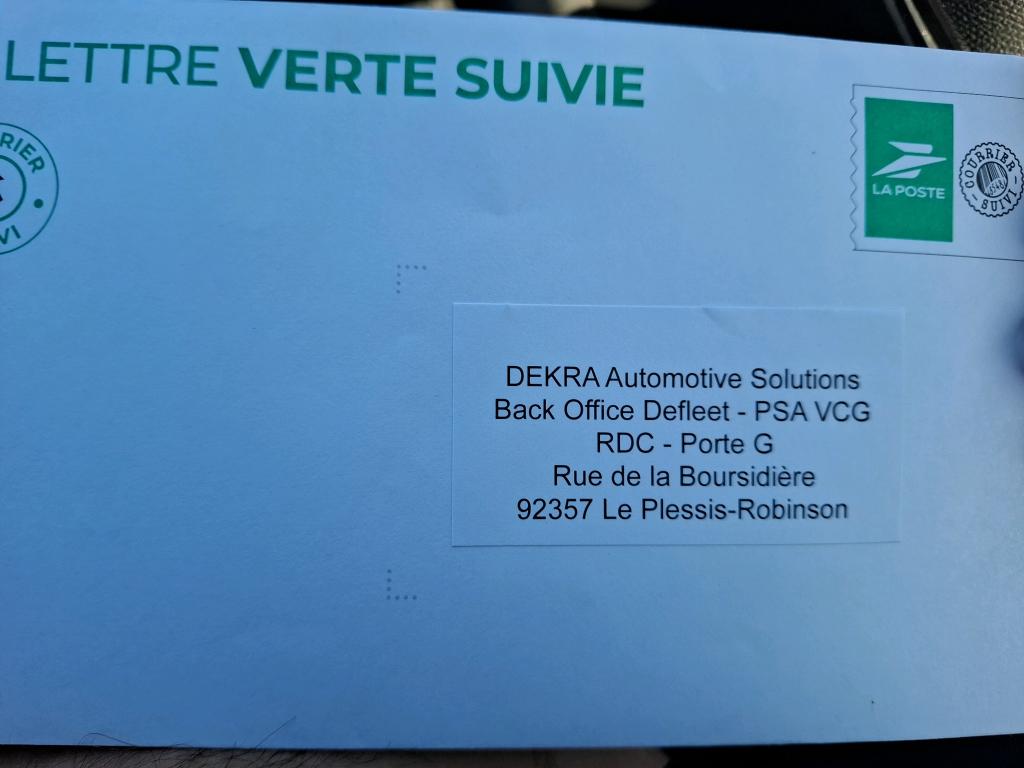 LETTRE VERTE SUIVIE
LA POSTE
COURRIER
SUIVI
DEKRA Automotive Solutions
Back Office Defleet - PSA VCG
RDC - Porte G
Rue de la Boursidière
92357 Le Plessis-Robinson